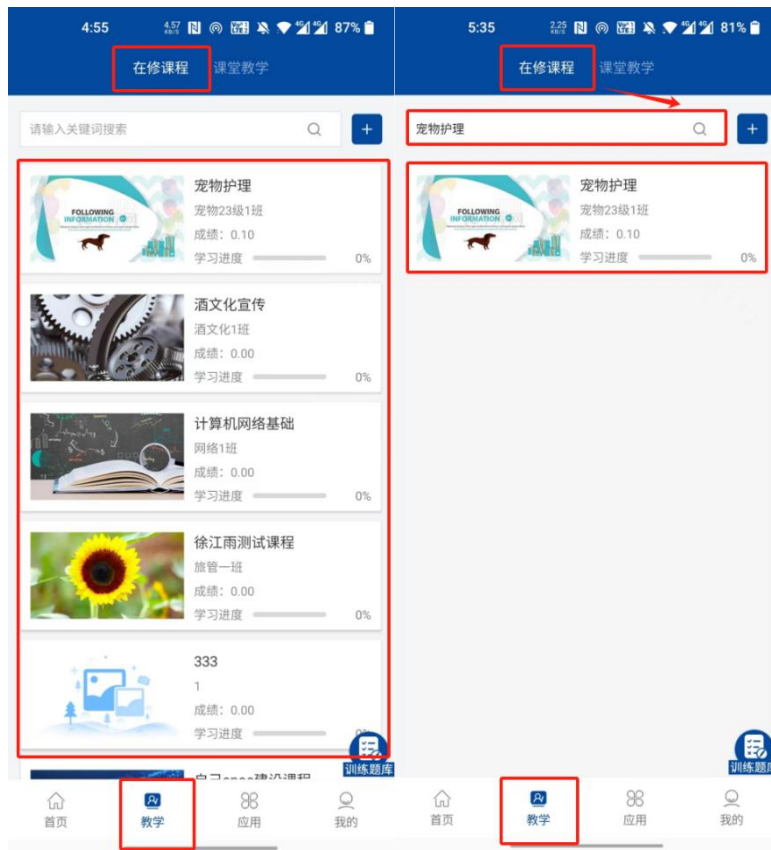 4:55
4.57
KB/S
87%
在修课程
课堂教学
请输入关键词搜索
+
FOLLOWING
INFORMATION
宠物护理
宠物23级1班
成绩：0.10
学习进度
0%
酒文化宣传
酒文化1班
成绩：0.00
学习进度
0%
计算机网络基础
网络1班
成绩：0.00
学习进度
0%
徐江雨测试课程
旅管一班
成绩：0.00
学习进度
0%
333
1
成绩：0.00
学习进度
训练题库
首页
教学
应用
我的
5:35
2.25
KB/S
81%
在修课程
课堂教学
宠物护理
+
FOLLOWING
INFORMATION
宠物护理
宠物23级1班
成绩：0.10
学习进度
0%
训练题
首页
教学
应用
我的